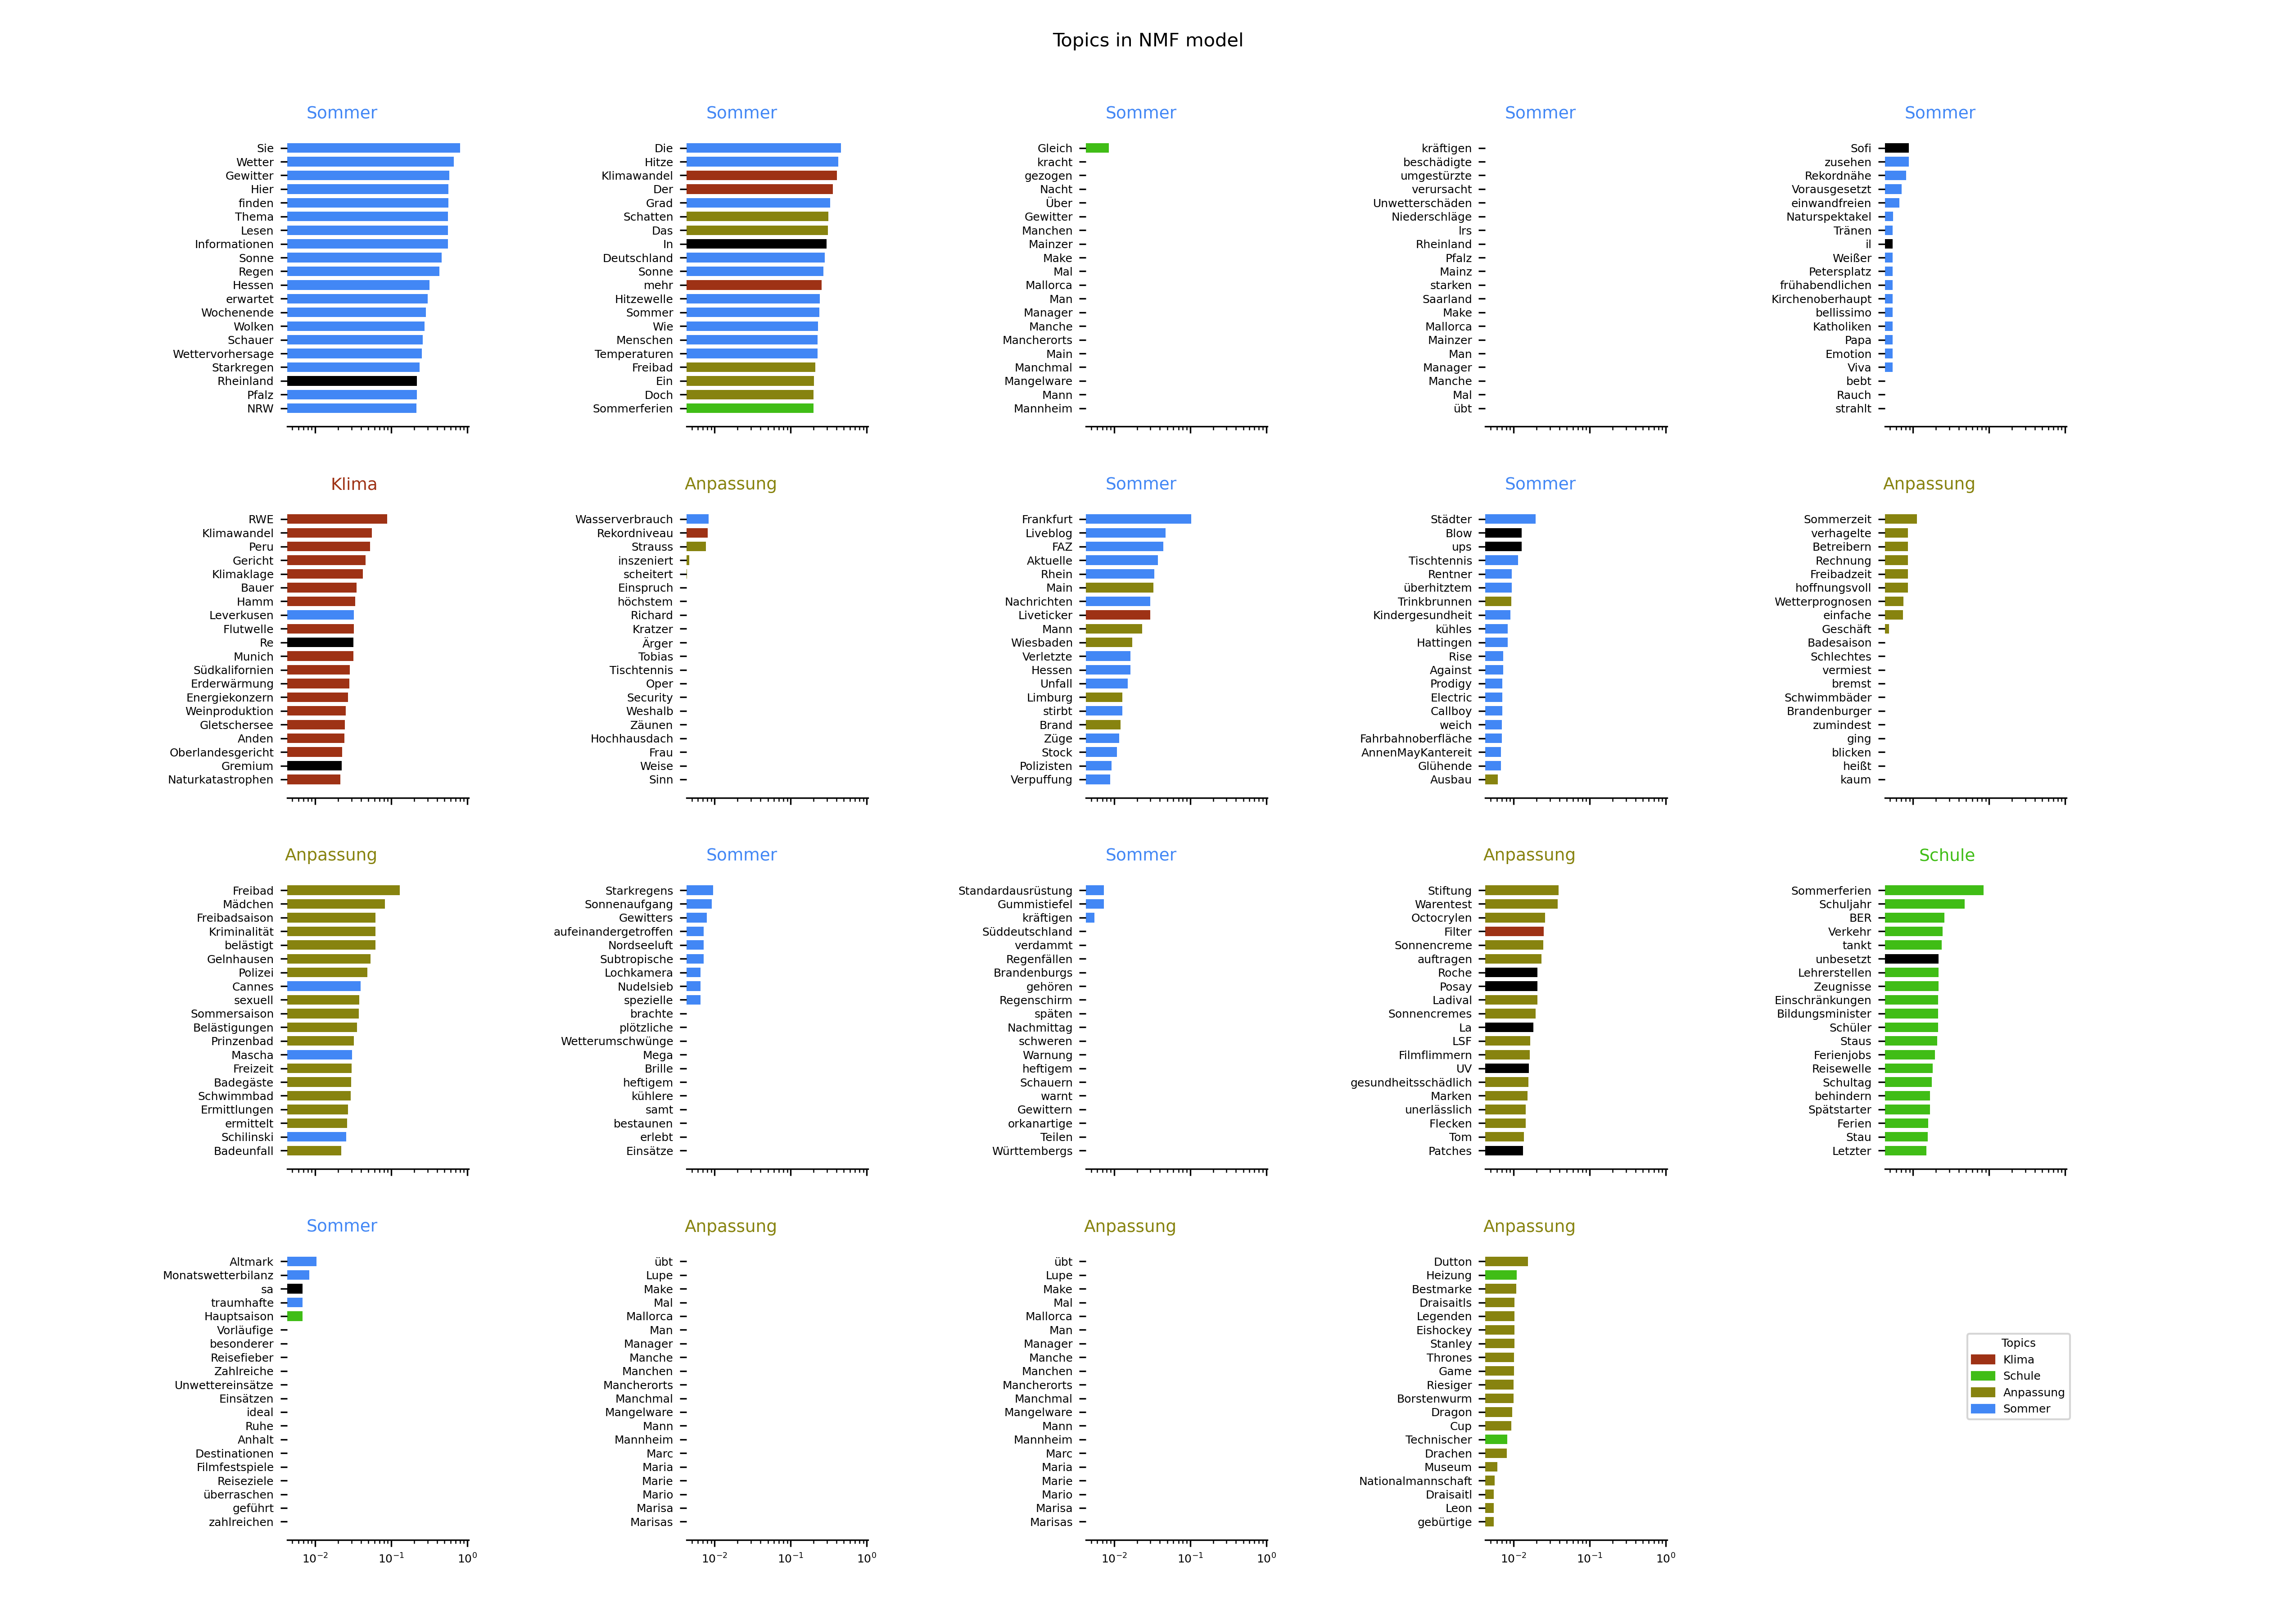 Topics in NMF model
Sommer
Sie
Wetter
Gewitter
Hier
finden
Thema
Lesen
Informationen
Sonne
Regen
Hessen
erwartet
Wochenende
Wolken
Schauer
Wettervorhersage
Starkregen
Rheinland
Pfalz
NRW
Sommer
Die
Hitze
Klimawandel
Der
Grad
Schatten
Das
In
Deutschland
Sonne
mehr
Hitzewelle
Sommer
Wie
Menschen
Temperaturen
Freibad
Ein
Doch
Sommerferien
Sommer
Gleich
kracht
gezogen
Nacht
Über
Gewitter
Manchen
Mainzer
Make
Mal
Mallorca
Man
Manager
Manche
Mancherorts
Main
Manchmal
Mangelware
Mann
Mannheim
Sommer
kräftigen
beschädigte
umgestürzte
verursacht
Unwetterschäden
Niederschläge
Irs
Rheinland
Pfalz
Mainz
starken
Saarland
Make
Mallorca
Mainzer
Man
Manager
Manche
Mal
übt
Sommer
Sofi
zusehen
Rekordnähe
Vorausgesetzt
einwandfreien
Naturspektakel
Tränen
il
Weißer
Petersplatz
frühabendlichen
Kirchenoberhaupt
bellissimo
Katholiken
Papa
Emotion
Viva
bebt
Rauch
strahlt
Klima
RWE
Klimawandel
Peru
Gericht
Klimaklage
Bauer
Hamm
Leverkusen
Flutwelle
Re
Munich
Südkalifornien
Erderwärmung
Energiekonzern
Weinproduktion
Gletschersee
Anden
Oberlandesgericht
Gremium
Naturkatastrophen
Anpassung
Wasserverbrauch
Rekordniveau
Strauss
inszeniert
scheitert
Einspruch
höchstem
Richard
Kratzer
Ärger
Tobias
Tischtennis
Oper
Security
Weshalb
Zäunen
Hochhausdach
Frau
Weise
Sinn
Sommer
Frankfurt
Liveblog
FAZ
Aktuelle
Rhein
Main
Nachrichten
Liveticker
Mann
Wiesbaden
Verletzte
Hessen
Unfall
Limburg
stirbt
Brand
Züge
Stock
Polizisten
Verpuffung
Sommer
Städter
Blow
ups
Tischtennis
Rentner
überhitztem
Trinkbrunnen
Kindergesundheit
kühles
Hattingen
Rise
Against
Prodigy
Electric
Callboy
weich
Fahrbahnoberfläche
AnnenMayKantereit
Glühende
Ausbau
Anpassung
Sommerzeit
verhagelte
Betreibern
Rechnung
Freibadzeit
hoffnungsvoll
Wetterprognosen
einfache
Geschäft
Badesaison
Schlechtes
vermiest
bremst
Schwimmbäder
Brandenburger
zumindest
ging
blicken
heißt
kaum
Anpassung
Freibad
Mädchen
Freibadsaison
Kriminalität
belästigt
Gelnhausen
Polizei
Cannes
sexuell
Sommersaison
Belästigungen
Prinzenbad
Mascha
Freizeit
Badegäste
Schwimmbad
Ermittlungen
ermittelt
Schilinski
Badeunfall
Sommer
Starkregens
Sonnenaufgang
Gewitters
aufeinandergetroffen
Nordseeluft
Subtropische
Lochkamera
Nudelsieb
spezielle
brachte
plötzliche
Wetterumschwünge
Mega
Brille
heftigem
kühlere
samt
bestaunen
erlebt
Einsätze
Sommer
Standardausrüstung
Gummistiefel
kräftigen
Süddeutschland
verdammt
Regenfällen
Brandenburgs
gehören
Regenschirm
späten
Nachmittag
schweren
Warnung
heftigem
Schauern
warnt
Gewittern
orkanartige
Teilen
Württembergs
Anpassung
Stiftung
Warentest
Octocrylen
Filter
Sonnencreme
auftragen
Roche
Posay
Ladival
Sonnencremes
La
LSF
Filmflimmern
UV
gesundheitsschädlich
Marken
unerlässlich
Flecken
Tom
Patches
Schule
Sommerferien
Schuljahr
BER
Verkehr
tankt
unbesetzt
Lehrerstellen
Zeugnisse
Einschränkungen
Bildungsminister
Schüler
Staus
Ferienjobs
Reisewelle
Schultag
behindern
Spätstarter
Ferien
Stau
Letzter
Sommer
Altmark
Monatswetterbilanz
sa
traumhafte
Hauptsaison
Vorläufige
besonderer
Reisefieber
Zahlreiche
Unwettereinsätze
Einsätzen
ideal
Ruhe
Anhalt
Destinationen
Filmfestspiele
Reiseziele
überraschen
geführt
zahlreichen
10⁻² 10⁻¹ 10⁰
Anpassung
übt
Lupe
Make
Mal
Mallorca
Man
Manager
Manche
Manchen
Mancherorts
Manchmal
Mangelware
Mann
Mannheim
Marc
Maria
Marie
Mario
Marisa
Marisas
10⁻² 10⁻¹ 10⁰
Anpassung
übt
Lupe
Make
Mal
Mallorca
Man
Manager
Manche
Manchen
Mancherorts
Manchmal
Mangelware
Mann
Mannheim
Marc
Maria
Marie
Mario
Marisa
Marisas
10⁻² 10⁻¹ 10⁰
Anpassung
Dutton
Heizung
Bestmarke
Draisaitls
Legenden
Eishockey
Stanley
Thrones
Game
Riesiger
Borstenwurm
Dragon
Cup
Technischer
Drachen
Museum
Nationalmannschaft
Draisaitl
Leon
gebürtige
10⁻² 10⁻¹ 10⁰
Topics
Klima
Schule
Anpassung
Sommer